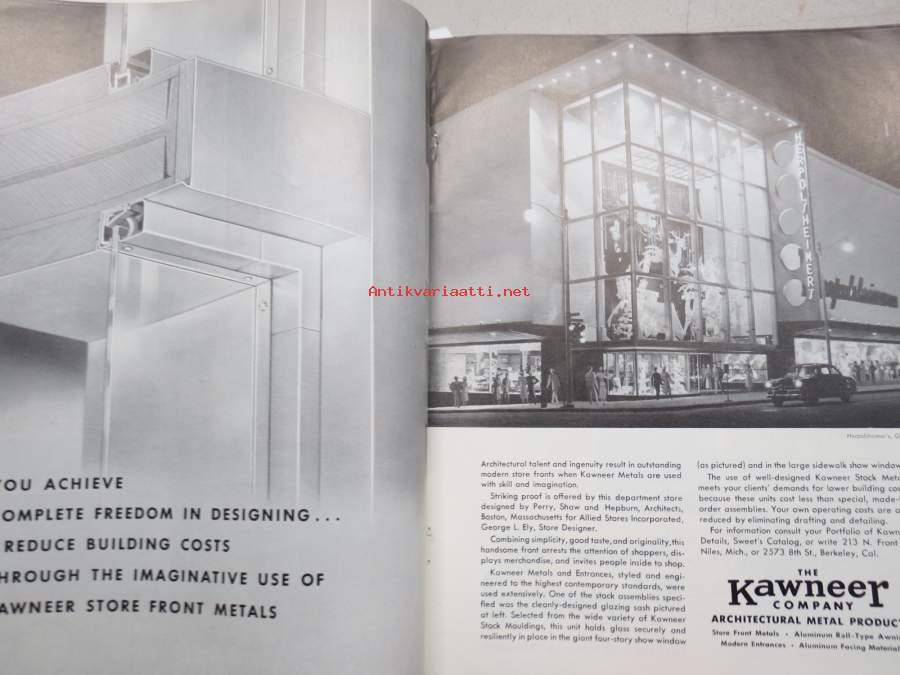 YOU ACHIEVE
COMPLETE FREEDOM IN DESIGNING...
REDUCE BUILDING COSTS
THROUGH THE IMAGINATIVE USE OF
KAWNEER STORE FRONT METALS
Antikvariaatti.net
Architectural talent and ingenuity result in outstanding
modern store fronts when Kawneer Metals are used
with skill and imagination.
Striking proof is offered by this department store
designed by Perry, Shaw and Hepburn, Architects,
Boston, Massachusetts for Allied Stores Incorporated,
George L. Ely, Store Designer.
Combining simplicity, good taste, and originality, this
handsome front arrests the attention of shoppers, dis-
plays merchandise, and invites people inside to shop.
Kawneer Metals and Entrances, styled and engi-
neered to the highest contemporary standards, were
used extensively. One of the stock assemblies speci-
fied was the cleanly-designed glazing sash pictured
at left. Selected from the wide variety of Kawneer
Stock Mouldings, this unit holds glass securely and
resiliently in place in the giant four-story show window
(as pictured) and in the large sidewalk show window
The use of well-designed Kawneer Stock Meta
meets your clients' demands for lower building co
because these units cost less than special, made-
order assemblies. Your own operating costs are a
reduced by eliminating drafting and detailing.
For information consult your Portfolio of Kawn
Details, Sweet's Catalog, or write 213 N. Front
Niles, Mich., or 2573 8th St., Berkeley, Cal.
THE
Kawneer
COMPANY
ARCHITECTURAL METAL PRODUC
Store Front Metals • Aluminum Roll-Type Awni
Modern Entrances • Aluminum Facing Material